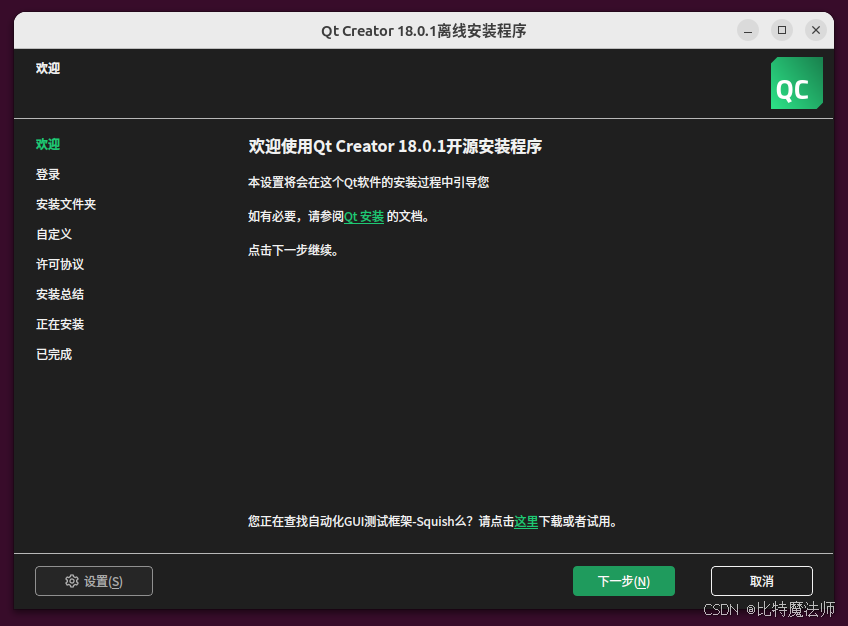 Qt Creator 18.0.1离线安装程序
欢迎
QC
欢迎
登录
安装文件夹
自定义
许可协议
安装总结
正在安装
已完成
欢迎使用Qt Creator 18.0.1开源安装程序
本设置将会在这个Qt软件的安装过程中引导您
如有必要，请参阅Qt 安装 的文档。
点击下一步继续。
您正在查找自动化GUI测试框架-Squish么？请点击这里下载或者试用。
设置(S)
下一步(N)
取消
CSDN @比特魔法师